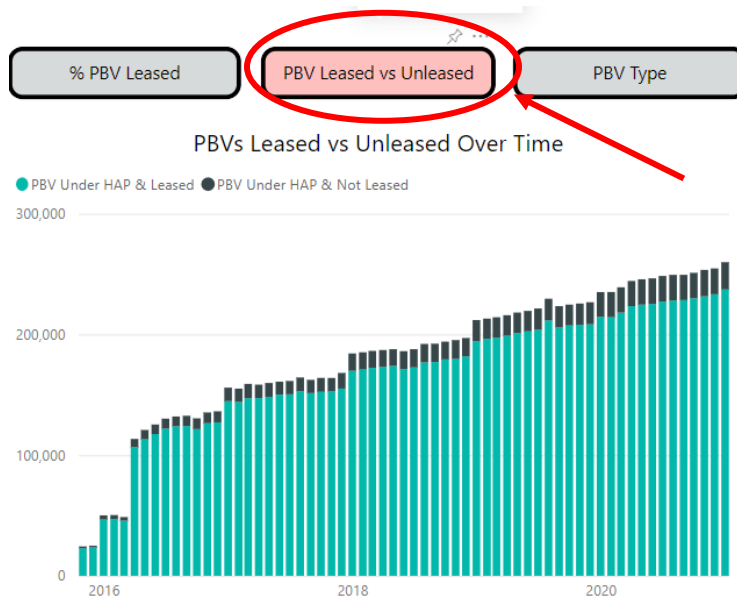 % PBV Leased
PBV Leased vs Unleased
PBV Type
PBVs Leased vs Unleased Over Time
PBV Under HAP & Leased
PBV Under HAP & Not Leased
300,000
200,000
100,000
0
2016
2018
2020